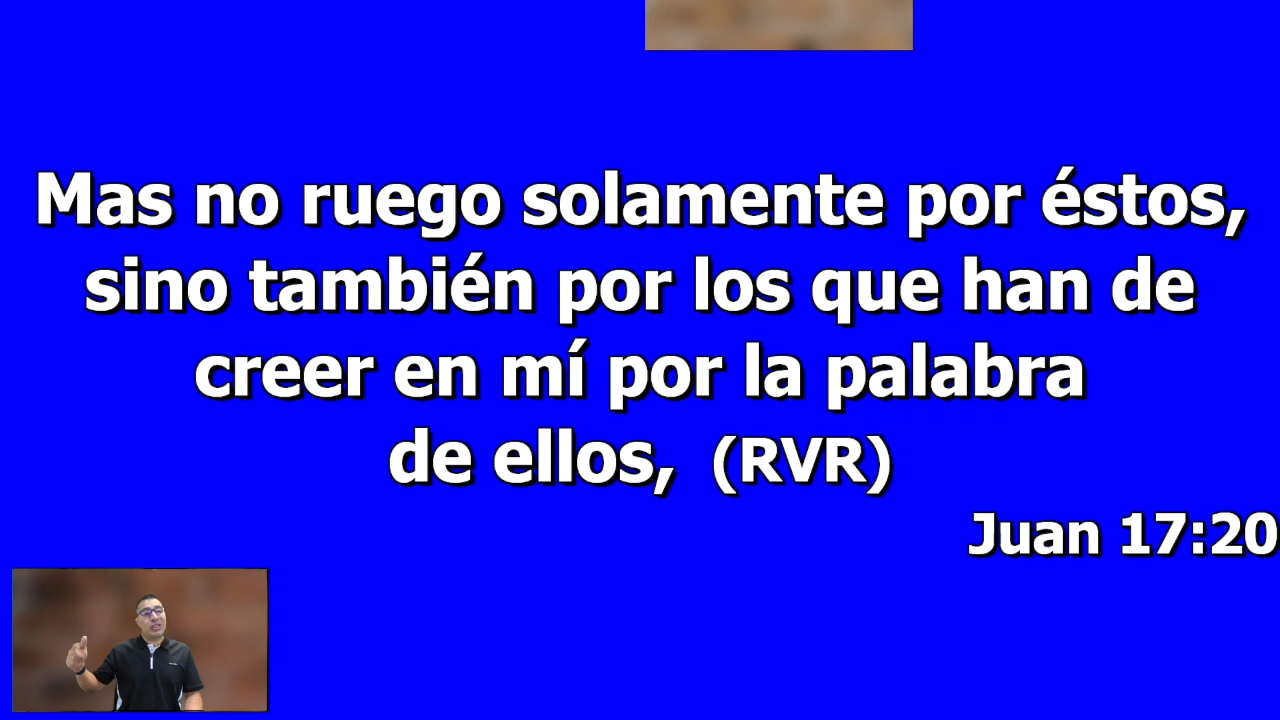 Mas no ruego solamente por éstos,
sino también por los que han de
creer en mí por la palabra
de ellos, (RVR)
Juan 17:20